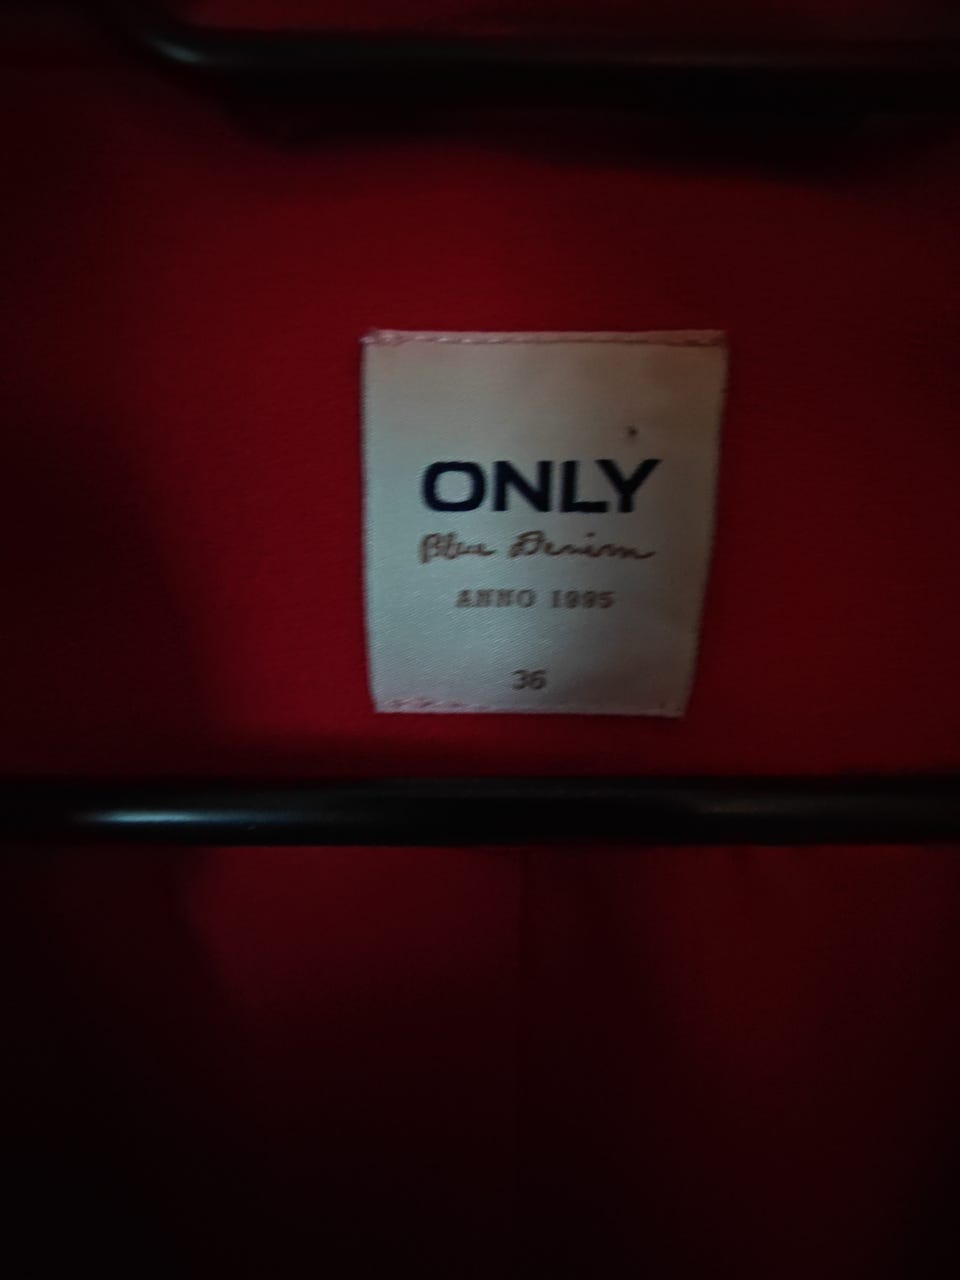 ONLY
Blue Denim
ANNO 1995
36